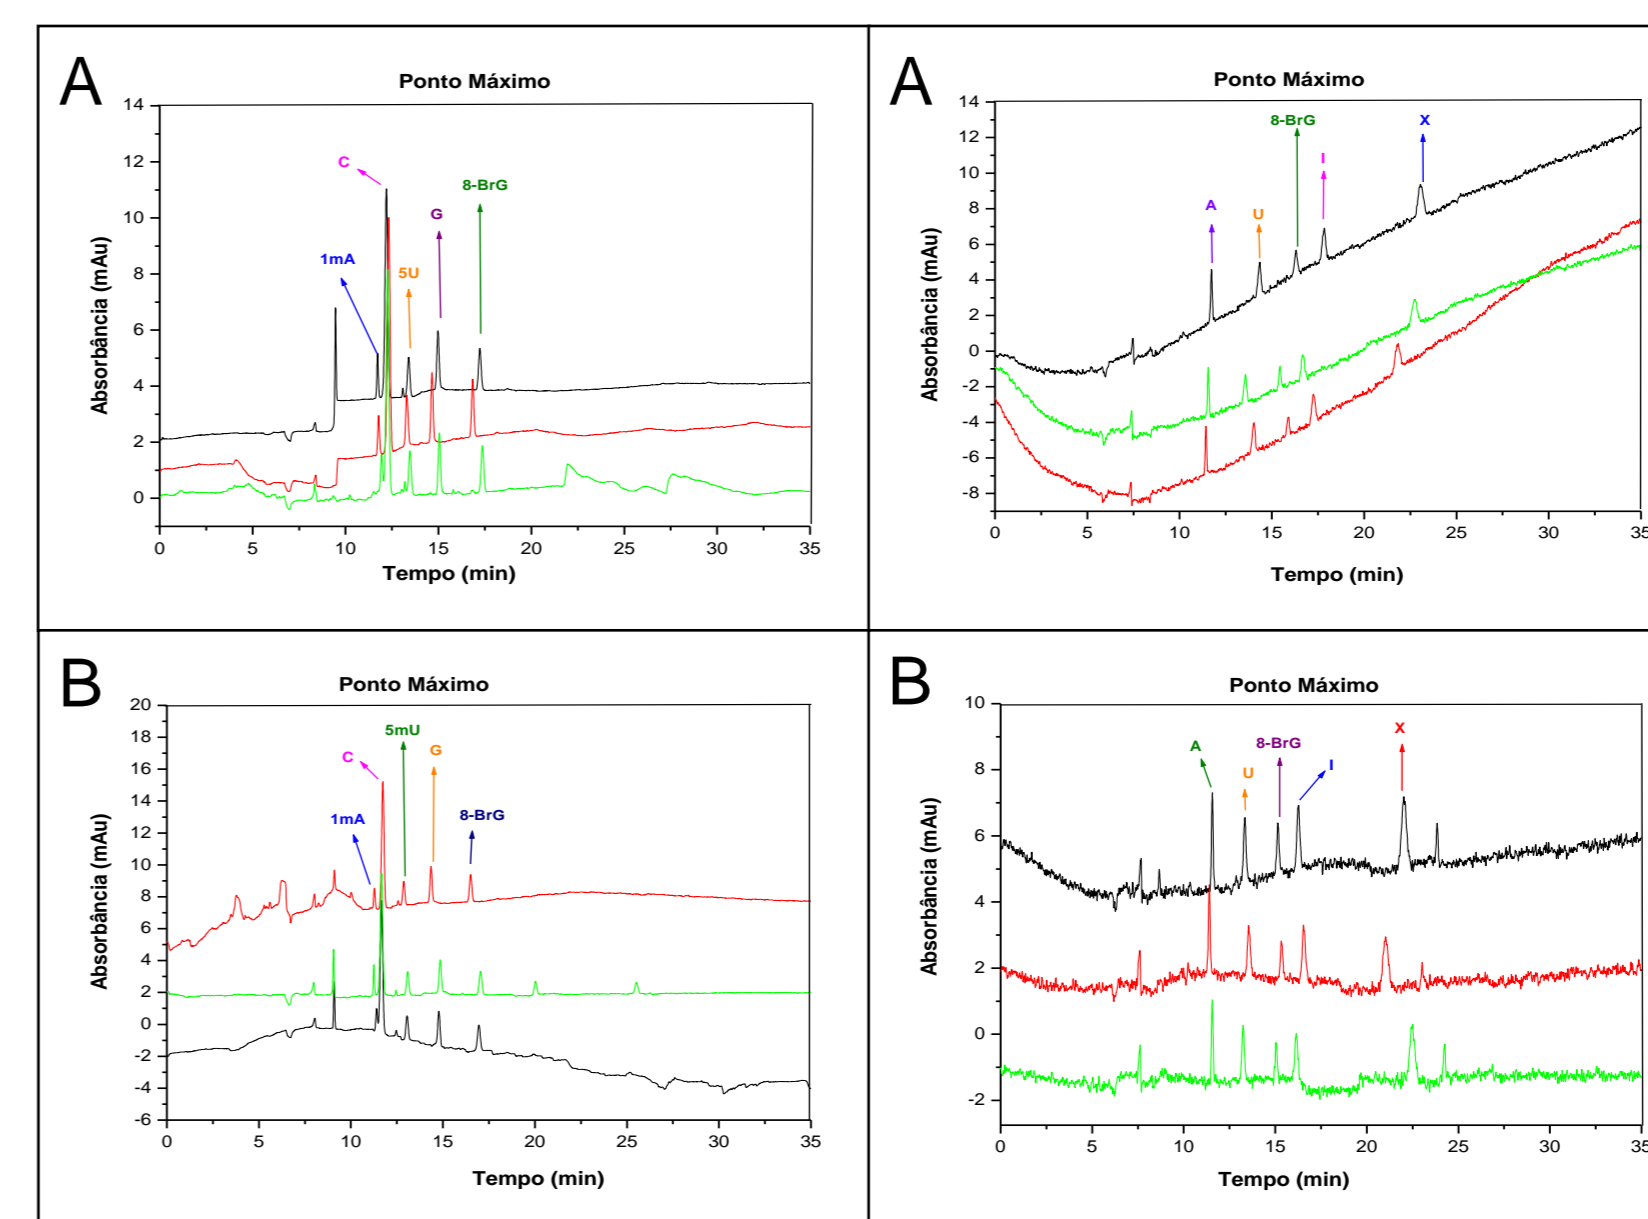 A
Ponto Máximo
14
12
10
8
6
4
2
0
C
1mA
5U
G
8-BrG
Absorbância (mAu)
0 5 10 15 20 25 30 35
Tempo (min)
A
Ponto Máximo
14
12
10
8
6
4
2
0
-2
-4
-6
-8
A
U
8-BrG
I
X
Absorbância (mAu)
0 5 10 15 20 25 30 35
Tempo (min)
B
Ponto Máximo
20
18
16
14
12
10
8
6
4
2
0
-2
-4
-6
1mA
C
5mU
G
8-BrG
Absorbância (mAu)
0 5 10 15 20 25 30 35
Tempo (min)
B
Ponto Máximo
10
8
6
4
2
0
-2
A
U
8-BrG
I
X
Absorbância (mAu)
0 5 10 15 20 25 30 35
Tempo (min)